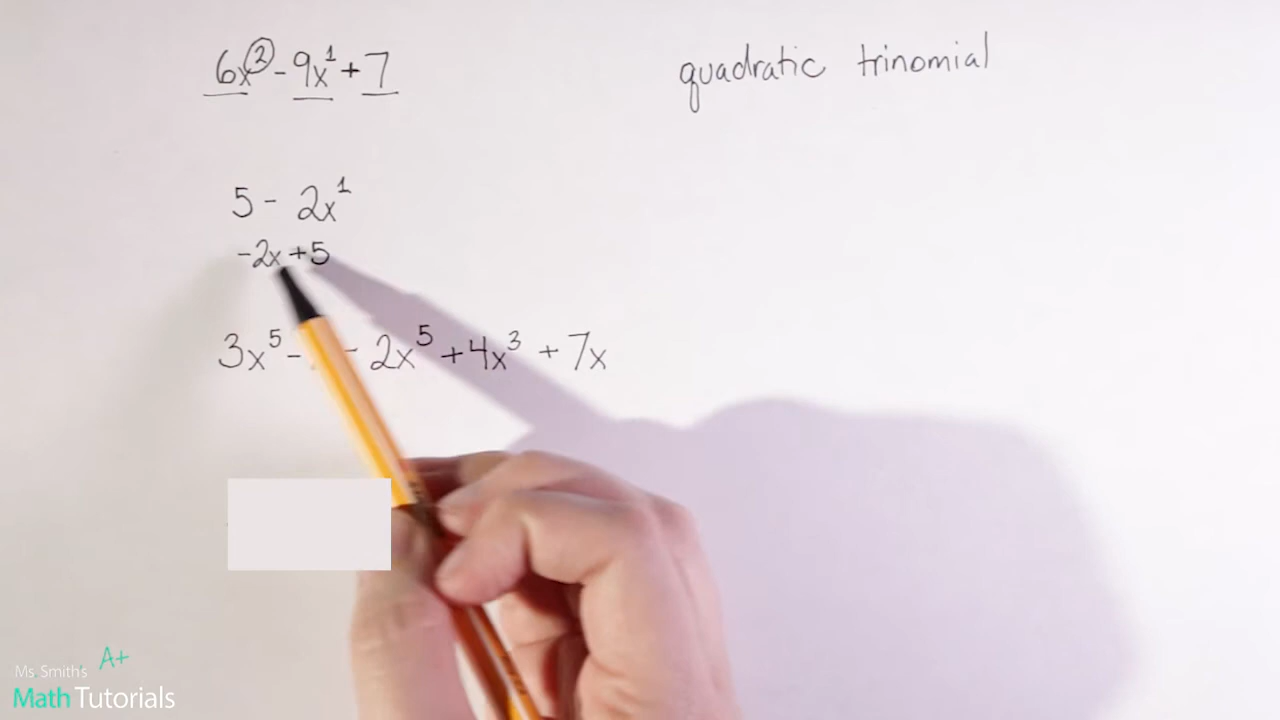 6x² - 9x¹ + 7
quadratic trinomial
5 - 2x¹
-2x + 5
3x⁵ - - 2x⁵ + 4x³ + 7x
Ms. Smith's A+
Math Tutorials